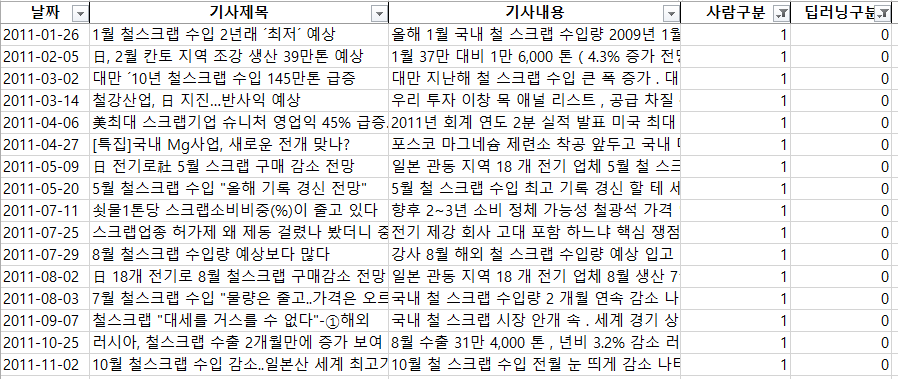 날짜 기사제목 기사내용 사람구분 딥러닝구분
2011-01-26 1월 철스크랩 수입 2년래 ´최저´ 예상 올해 1월 국내 철 스크랩 수입량 2009년 1월 1 0
2011-02-05 日, 2월 칸토 지역 조강 생산 39만톤 예상 1월 37만 대비 1만 6,000 톤 ( 4.3% 증가 전망 1 0
2011-03-02 대만 ´10년 철스크랩 수입 145만톤 급증 대만 지난해 철 스크랩 수입 큰 폭 증가 . 대 1 0
2011-03-14 철강산업, 日 지진...반사익 예상 우리 투자 이창 목 애널 리스트 , 공급 차질 1 0
2011-04-06 美최대 스크랩기업 슈니처 영업익 45% 급증. 2011년 회계 연도 2분 실적 발표 미국 최대 1 0
2011-04-27 [특집]국내 Mg사업, 새로운 전개 맞나? 포스코 마그네슘 제련소 착공 앞두고 국내 1 0
2011-05-09 日 전기로社 5월 스크랩 구매 감소 전망 일본 관동 지역 18 개 전기 업체 5월 철 스크 1 0
2011-05-20 5월 철스크랩 수입 "올해 기록 경신 전망" 5월 철 스크랩 수입 최고 기록 경신 할 테 세 1 0
2011-07-11 쇳물1톤당 스크랩소비비중(%)이 줄고 있다 향후 2~3년 소비 정체 가능성 철광석 가격 1 0
2011-07-25 스크랩업종 허가제 왜 제동 걸렸나 봤더니 중 전기 제강 회사 고대 포함 하느냐 핵심 쟁점 1 0
2011-07-29 8월 철스크랩 수입량 예상보다 많다 강사 8월 해외 철 스크랩 수입량 예상 입고 1 0
2011-08-02 日 18개 전기로 8월 철스크랩 구매감소 전망 일본 관동 지역 18 개 전기 업체 8월 생산 7 1 0
2011-08-03 7월 철스크랩 수입 "물량은 줄고..가격은 오르 국내 철 스크랩 수입량 2 개월 연속 감소 나 1 0
2011-09-07 철스크랩 "대세를 거스를 수 없다"-①해외 국내 철 스크랩 시장 안개 속 . 세계 경기 상 1 0
2011-10-25 러시아, 철스크랩 수출 2개월만에 증가 보여 8월 수출 31만 4,000 톤 , 년비 3.2% 감소 러 1 0
2011-11-02 10월 철스크랩 수입 감소..일본산 세계 최고가 10월 철 스크랩 수입 전월 눈 띄게 감소 나타 1 0